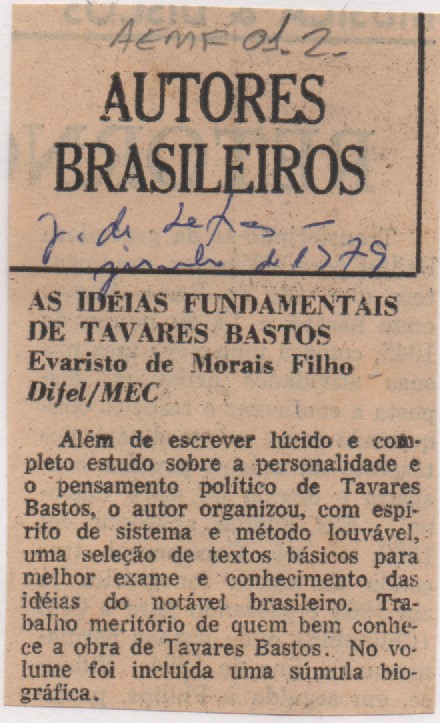 AEMF 01.2.
AUTORES
BRASILEIROS
J. de Letras –
de 1979
AS IDÉIAS FUNDAMENTAIS
DE TAVARES BASTOS
Evaristo de Morais Filho
Difel/MEC
Além de escrever lúcido e com-
pleto estudo sobre a personalidade e
o pensamento político de Tavares
Bastos, o autor organizou, com espí-
rito de sistema e método louvável,
uma seleção de textos básicos para
melhor exame e conhecimento das
idéias do notável brasileiro. Tra-
balho meritório de quem bem conhe-
ce a obra de Tavares Bastos. No vo-
lume foi incluída uma súmula bio-
gráfica.